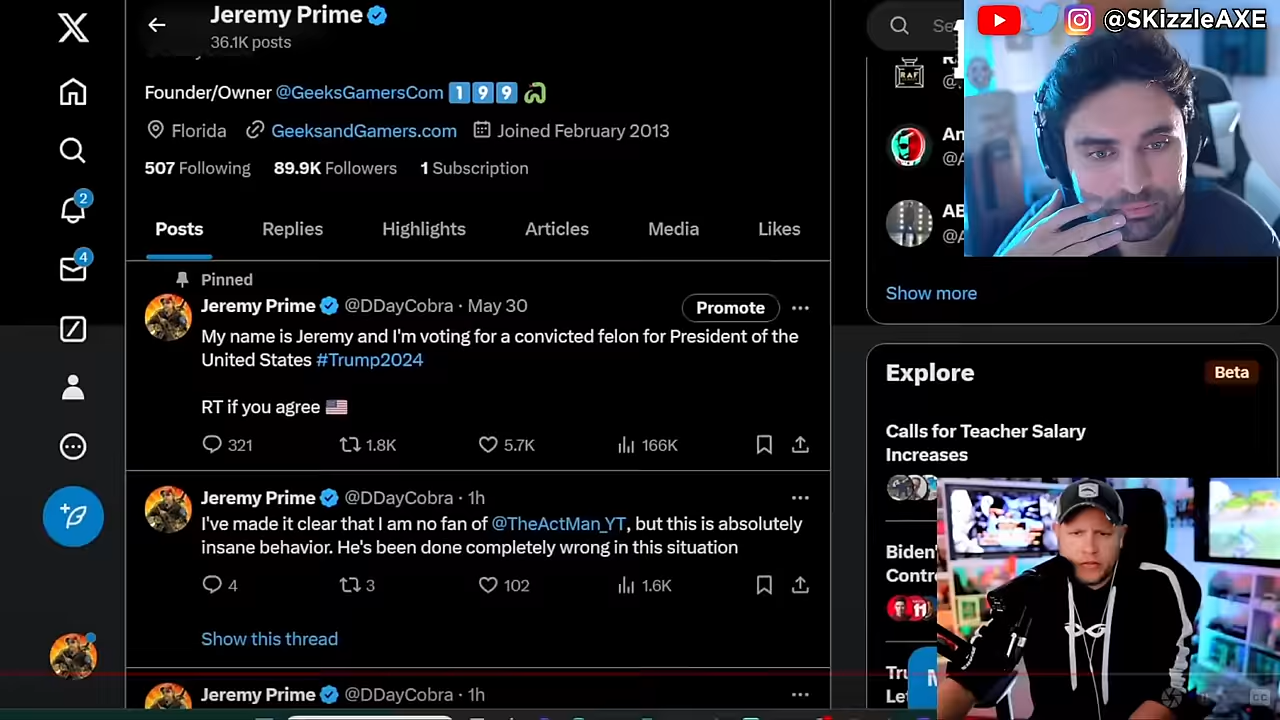 Jeremy Prime
36.1K posts
@SKizzleAXE
Founder/Owner @GeeksGamersCom 1 9 9
Florida GeeksandGamers.com Joined February 2013
507 Following 89.9K Followers 1 Subscription
Posts Replies Highlights Articles Media Likes
Show more
Pinned
Jeremy Prime @DDayCobra · May 30
Promote
My name is Jeremy and I'm voting for a convicted felon for President of the
United States #Trump2024
RT if you agree
321 1.8K 5.7K 166K
Jeremy Prime @DDayCobra · 1h
I've made it clear that I am no fan of @TheActMan_YT, but this is absolutely
insane behavior. He's been done completely wrong in this situation
4 3 102 1.6K
Show this thread
Jeremy Prime @DDayCobra · 1h
Explore
Beta
Calls for Teacher Salary
Increases
2
4
RAF
CC